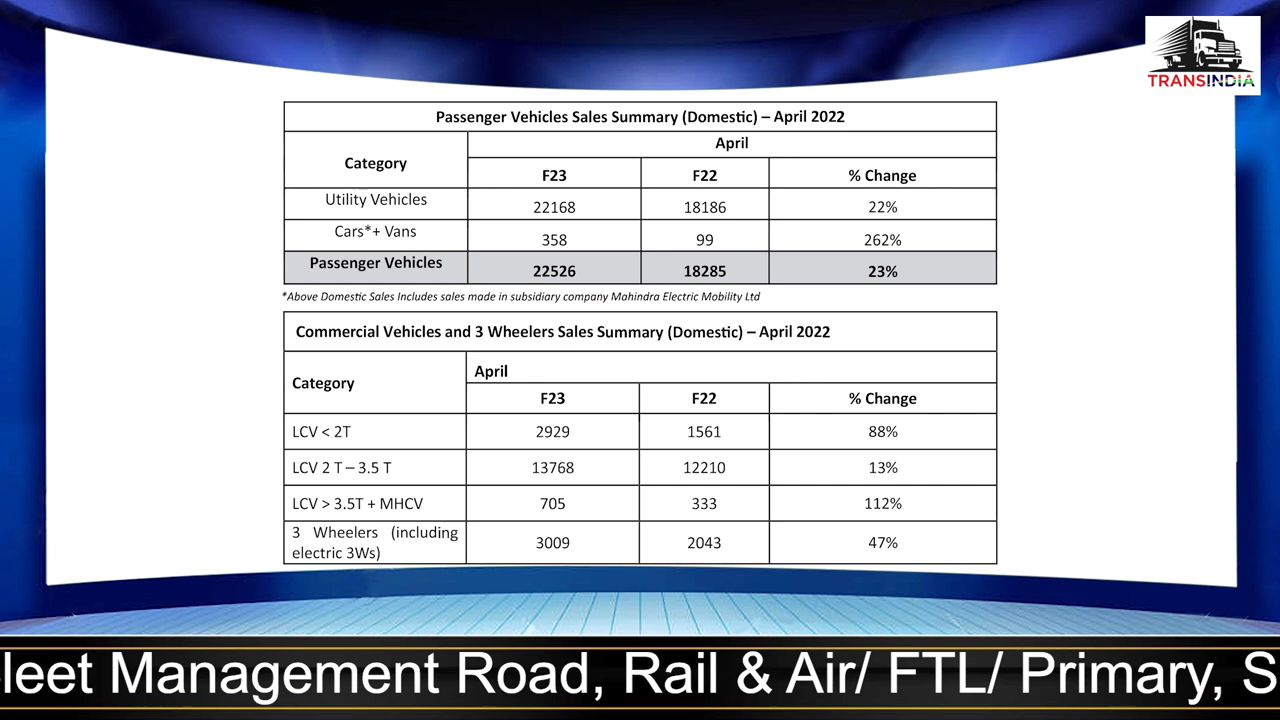 TRANSINDIA
Passenger Vehicles Sales Summary (Domestic) – April 2022
Category
April
F23
F22
% Change
Utility Vehicles
22168
18186
22%
Cars*+ Vans
358
99
262%
Passenger Vehicles
22526
18285
23%
*Above Domestic Sales Includes sales made in subsidiary company Mahindra Electric Mobility Ltd
Commercial Vehicles and 3 Wheelers Sales Summary (Domestic) – April 2022
Category
April
F23
F22
% Change
LCV < 2T
2929
1561
88%
LCV 2 T – 3.5 T
13768
12210
13%
LCV > 3.5T + MHCV
705
333
112%
3 Wheelers (including
electric 3Ws)
3009
2043
47%
leet Management Road, Rail & Air/ FTL/ Primary, S